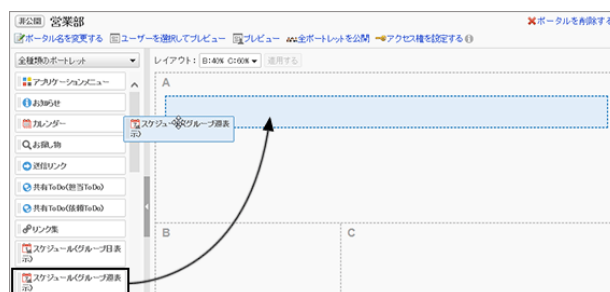 非公開 営業部
ポータルを削除する
ポータル名を変更する ユーザーを選択してプレビュー プレビュー 全ポートレットを公開 アクセス権を設定する
全種類のポートレット
レイアウト: B:40% C:60% 適用する
アプリケーションメニュー
A
お知らせ
カレンダー
スケジュール(グループ週表示)
お探し物
送信リンク
共有ToDo(担当ToDo)
共有ToDo(依頼ToDo)
リンク集
B
C
スケジュール(グループ日表
示)
スケジュール(グループ週表
示)